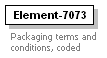 Element-7073
Packaging terms and
conditions, coded